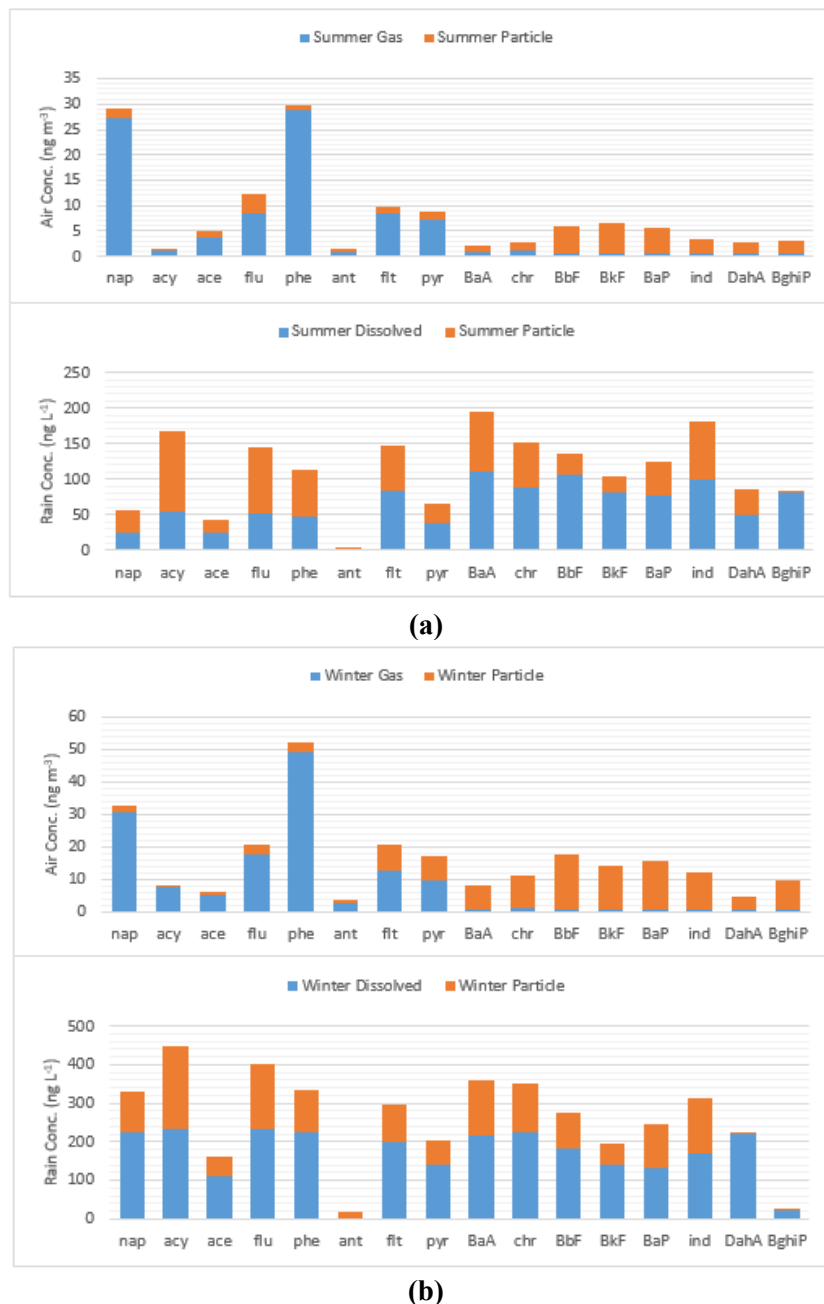 Summer Gas Summer Particle
Air Conc. (ng m⁻³)
35
30
25
20
15
10
5
0
nap acy ace flu phe ant flt pyr BaA chr BbF BkF BaP ind DahA BghiP
Summer Dissolved Summer Particle
Rain Conc. (ng L⁻¹)
250
200
150
100
50
0
nap acy ace flu phe ant flt pyr BaA chr BbF BkF BaP ind DahA BghiP
(a)
Winter Gas Winter Particle
Air Conc. (ng m⁻³)
60
50
40
30
20
10
0
nap acy ace flu phe ant flt pyr BaA chr BbF BkF BaP ind DahA BghiP
Winter Dissolved Winter Particle
Rain Conc. (ng L⁻¹)
500
400
300
200
100
0
nap acy ace flu phe ant flt pyr BaA chr BbF BkF BaP ind DahA BghiP
(b)